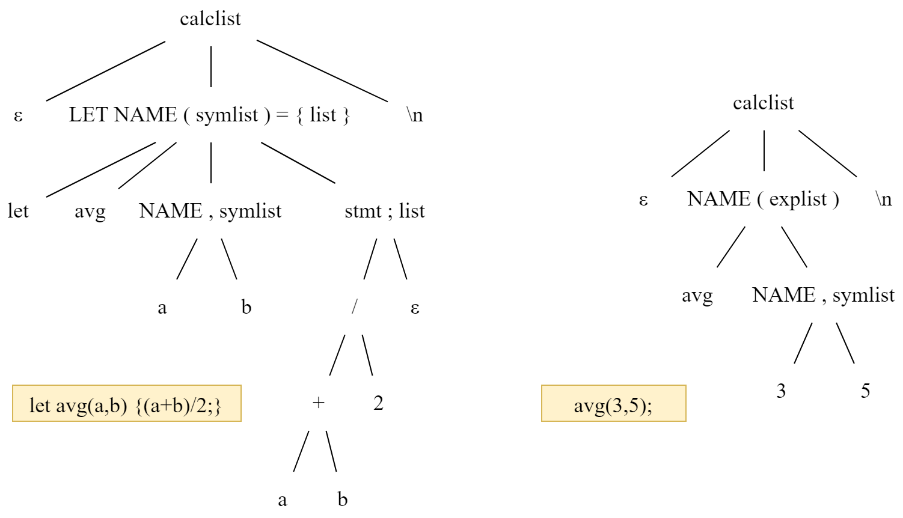 calclist
ε LET NAME ( symlist ) = { list } \n
let avg NAME , symlist stmt ; list
a b / ε
+ 2
a b
let avg(a,b) {(a+b)/2;}
calclist
ε NAME ( explist ) \n
avg NAME , symlist
3 5
avg(3,5);